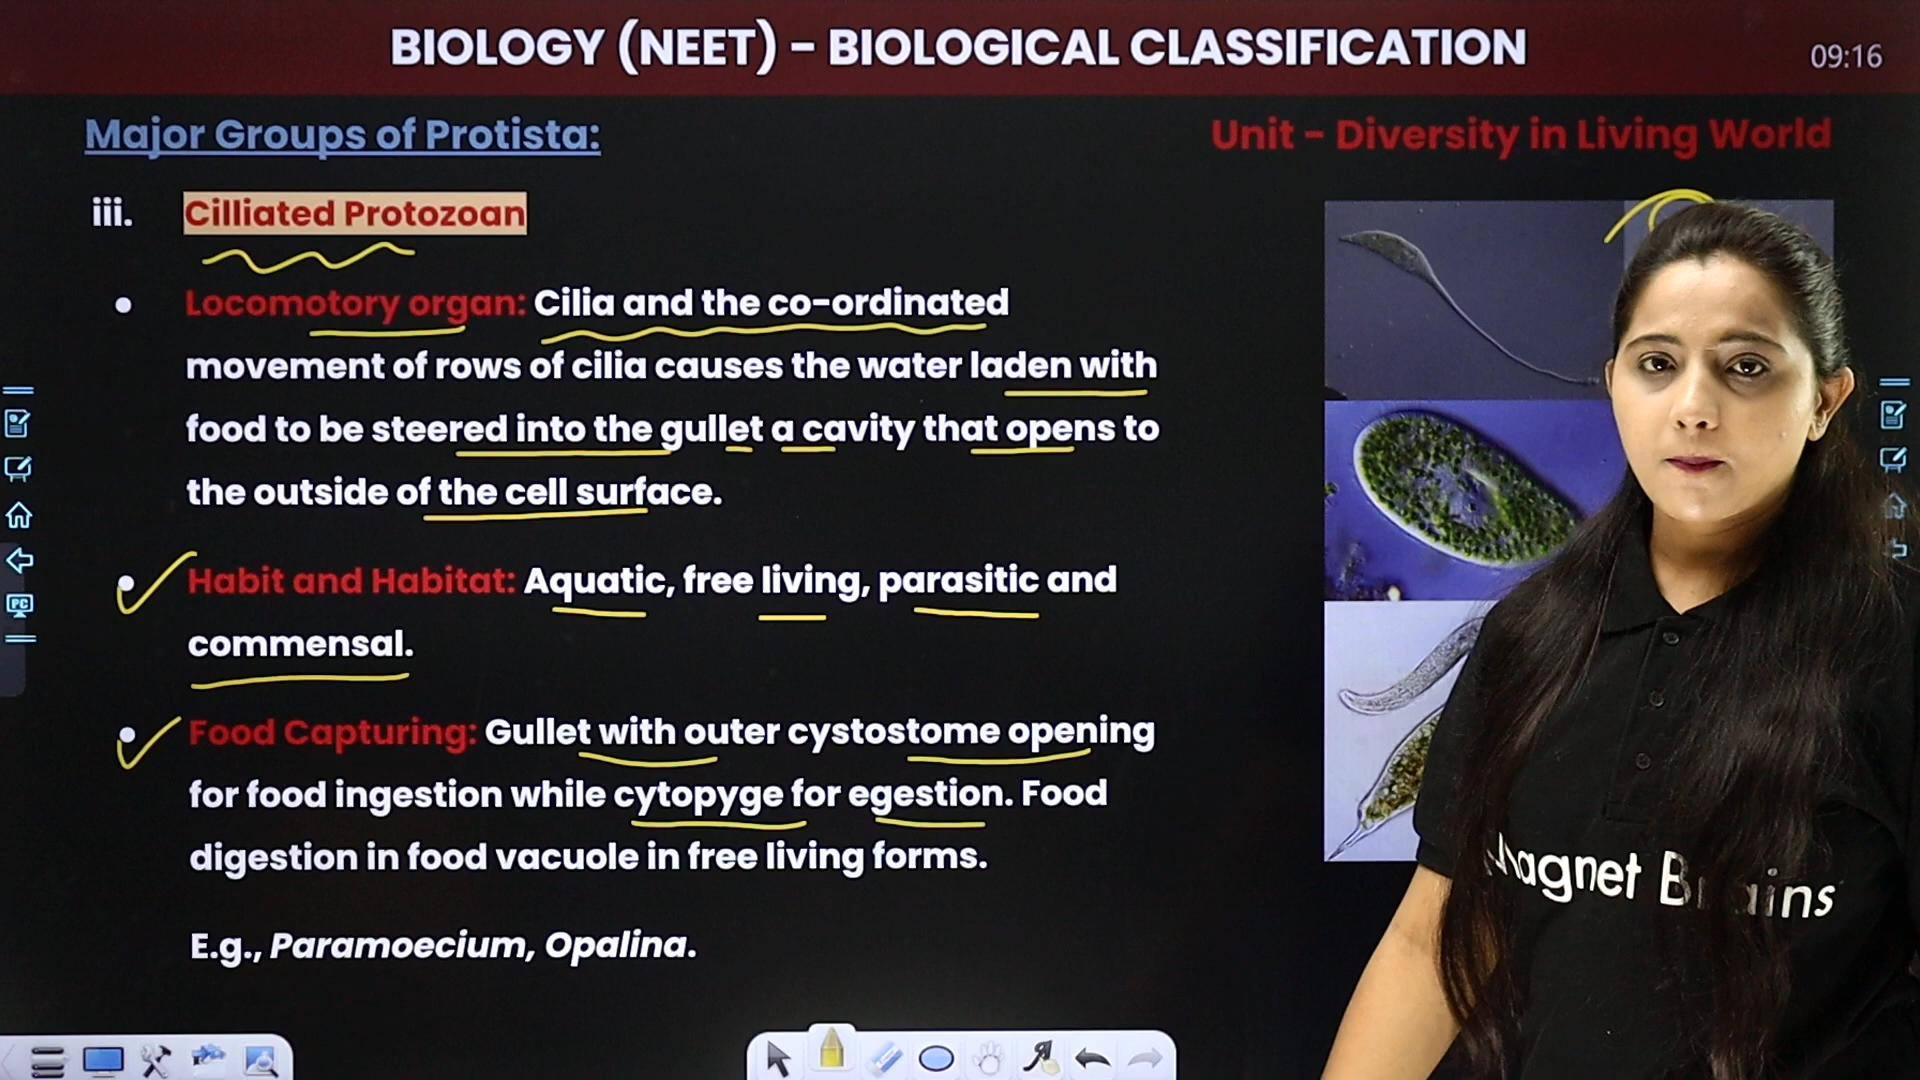 BIOLOGY (NEET) - BIOLOGICAL CLASSIFICATION
09:16
Major Groups of Protista:
Unit - Diversity in Living World
iii. Cilliated Protozoan
• Locomotory organ: Cilia and the co-ordinated
movement of rows of cilia causes the water laden with
food to be steered into the gullet a cavity that opens to
the outside of the cell surface.
• Habit and Habitat: Aquatic, free living, parasitic and
commensal.
• Food Capturing: Gullet with outer cystostome opening
for food ingestion while cytopyge for egestion. Food
digestion in food vacuole in free living forms.
E.g., Paramoecium, Opalina.
PC
Magnet Brains